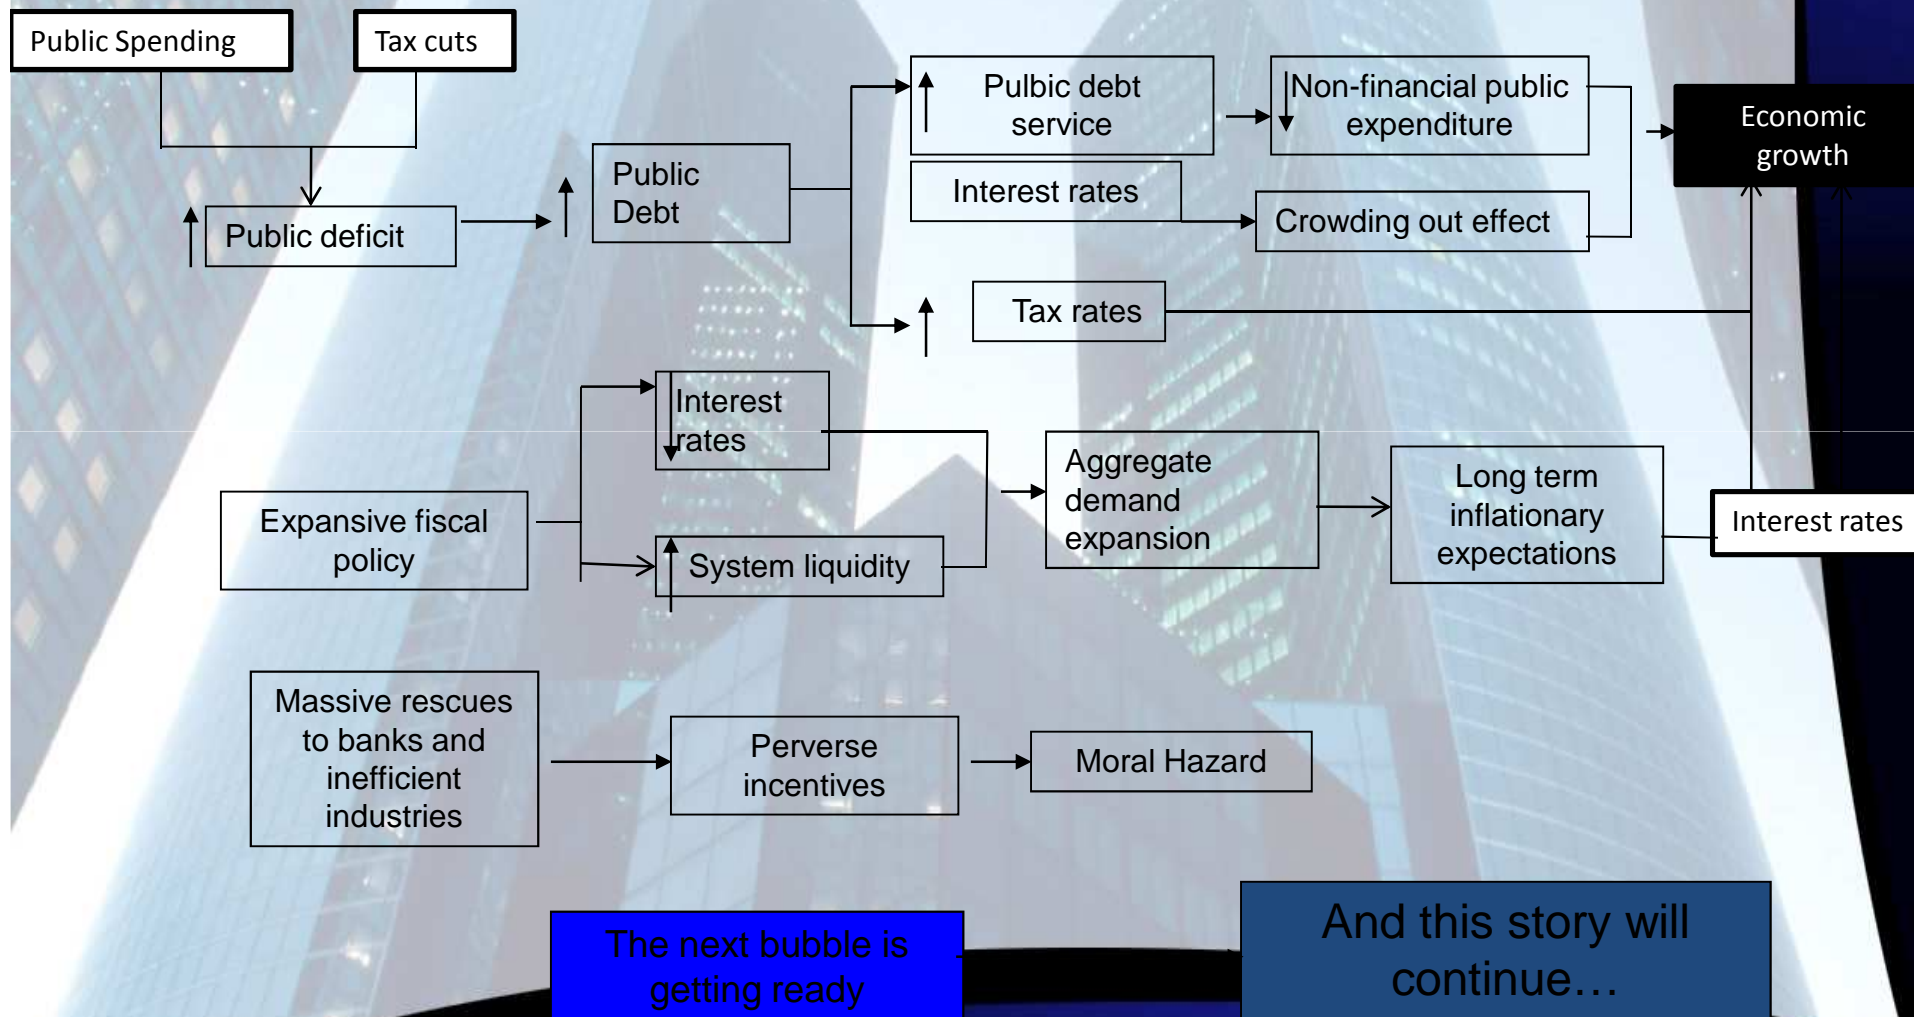 Public Spending
Tax cuts
Pulbic debt
service
Non-financial public
expenditure
Economic
growth
Public
Debt
Interest rates
Public deficit
Crowding out effect
Tax rates
Interest
rates
Aggregate
demand
expansion
Long term
inflationary
expectations
Interest rates
Expansive fiscal
policy
System liquidity
Massive rescues
to banks and
inefficient
industries
Perverse
incentives
Moral Hazard
The next bubble is
getting ready
And this story will
continue…